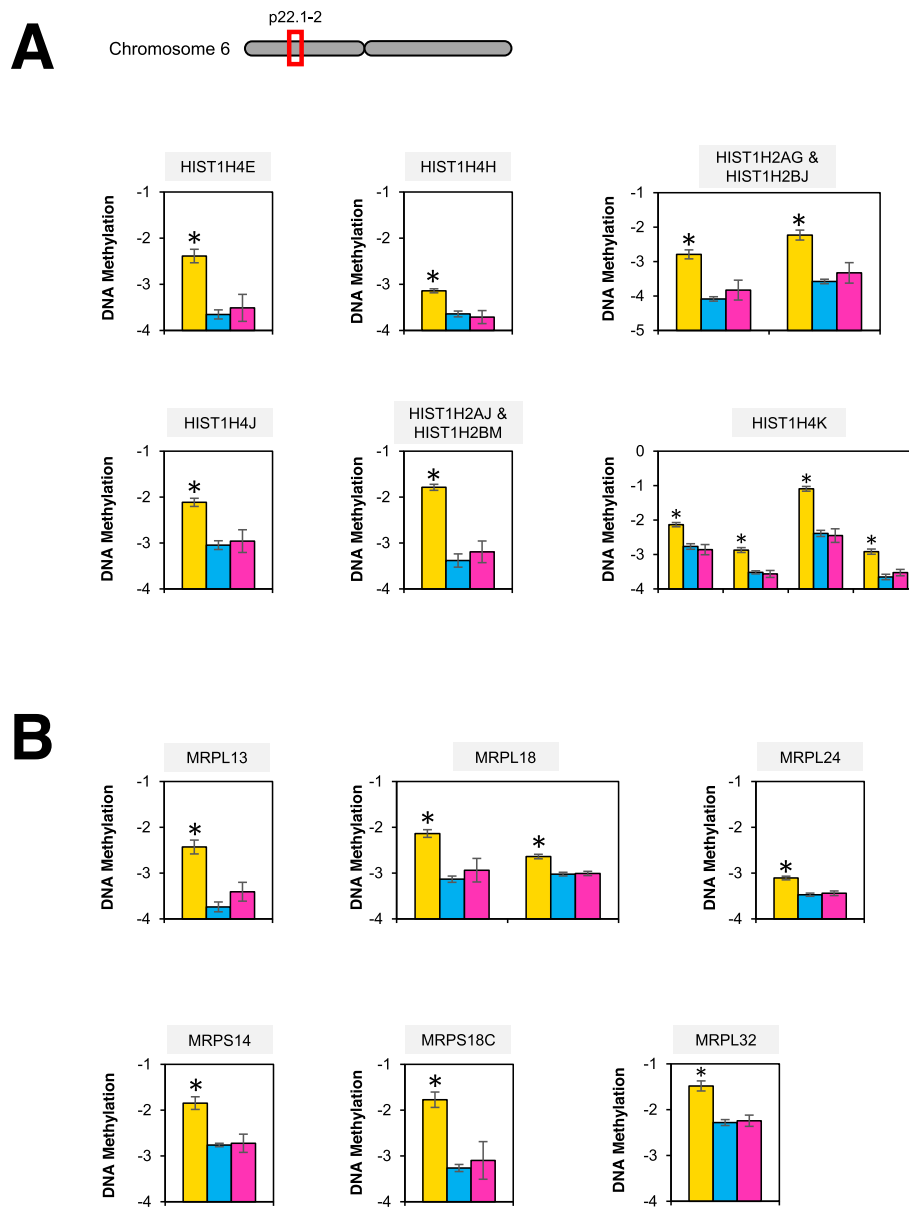 A
p22.1-2
Chromosome 6
HIST1H4E
DNA Methylation
-1
-2
-3
-4
*
HIST1H4H
DNA Methylation
-1
-2
-3
-4
*
HIST1H2AG &
HIST1H2BJ
DNA Methylation
-1
-2
-3
-4
-5
*
*
HIST1H4J
DNA Methylation
-1
-2
-3
-4
*
HIST1H2AJ &
HIST1H2BM
DNA Methylation
-1
-2
-3
-4
*
HIST1H4K
DNA Methylation
0
-1
-2
-3
-4
*
*
*
*
B
MRPL13
DNA Methylation
-1
-2
-3
-4
*
MRPL18
DNA Methylation
-1
-2
-3
-4
*
*
MRPL24
DNA Methylation
-1
-2
-3
-4
*
MRPS14
DNA Methylation
-1
-2
-3
-4
*
MRPS18C
DNA Methylation
-1
-2
-3
-4
*
MRPL32
DNA Methylation
-1
-2
-3
-4
*